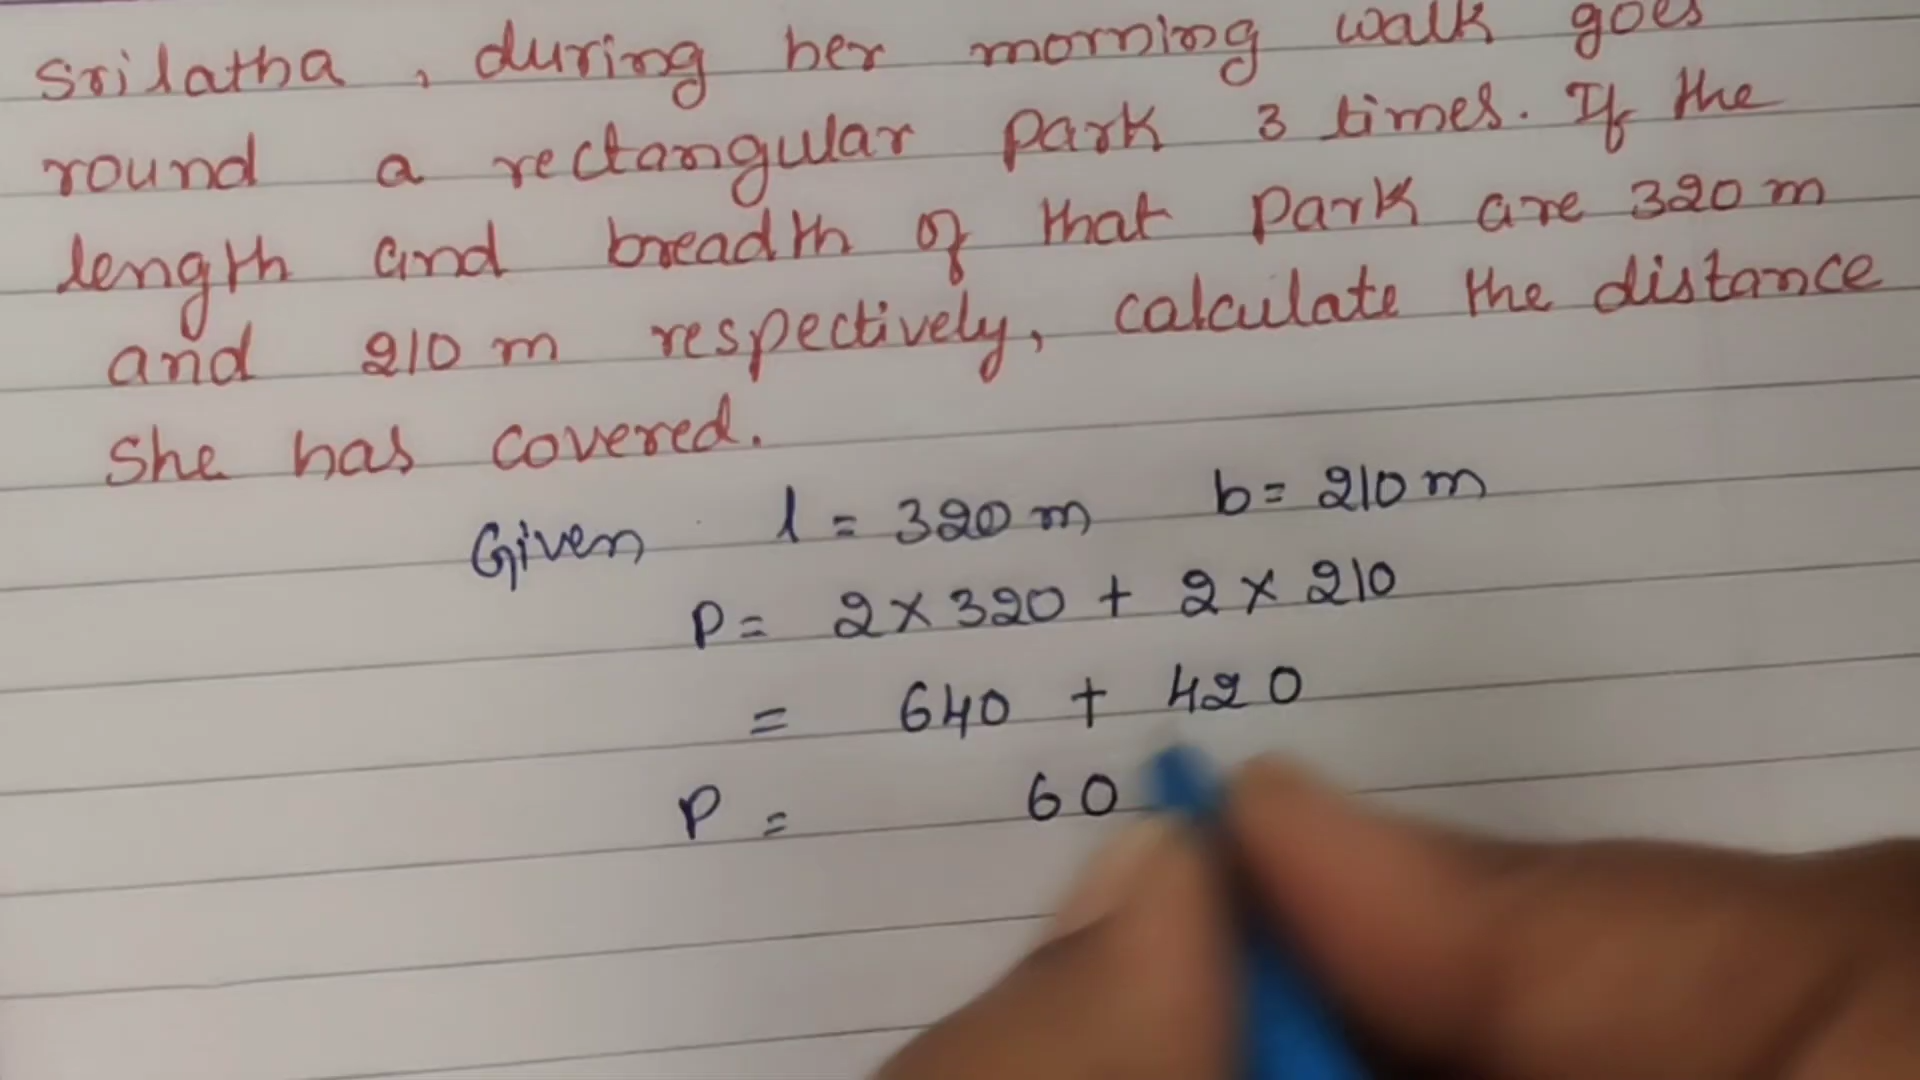 Srilatha, during her morning walk goes
round a rectangular park 3 times. If the
length and breadth of that park are 320 m
and 210 m respectively, calculate the distance
she has covered.
Given l = 320 m b = 210 m
P = 2 × 320 + 2 × 210
= 640 + 420
P = 60